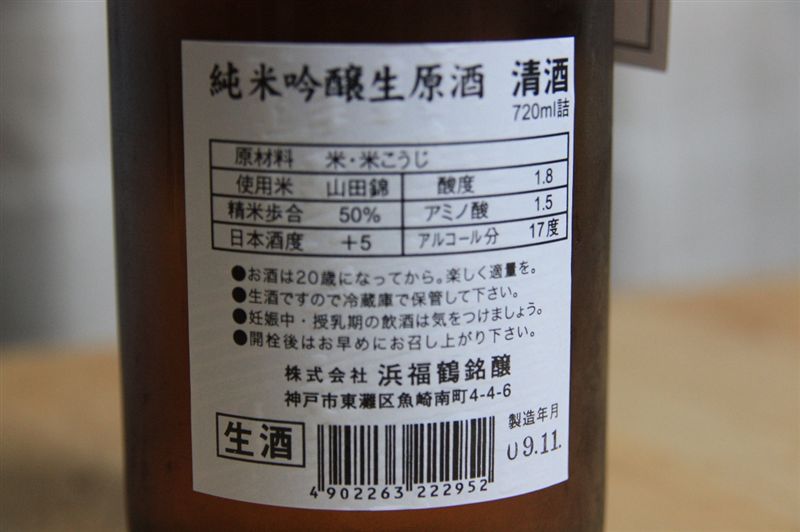 純米吟醸生原酒 清酒
720ml詰
原材料 米・米こうじ
使用米 山田錦 酸度 1.8
精米歩合 50% アミノ酸 1.5
日本酒度 +5 アルコール分 17度
●お酒は20歳になってから。楽しく適量を。
●生酒ですので冷蔵庫で保管して下さい。
●妊娠中・授乳期の飲酒は気をつけましょう。
●開栓後はお早めにお召し上がり下さい。
株式会社 浜福鶴銘醸
神戸市東灘区魚崎南町4-4-6
生酒
製造年月
09.11.
4902263 222952